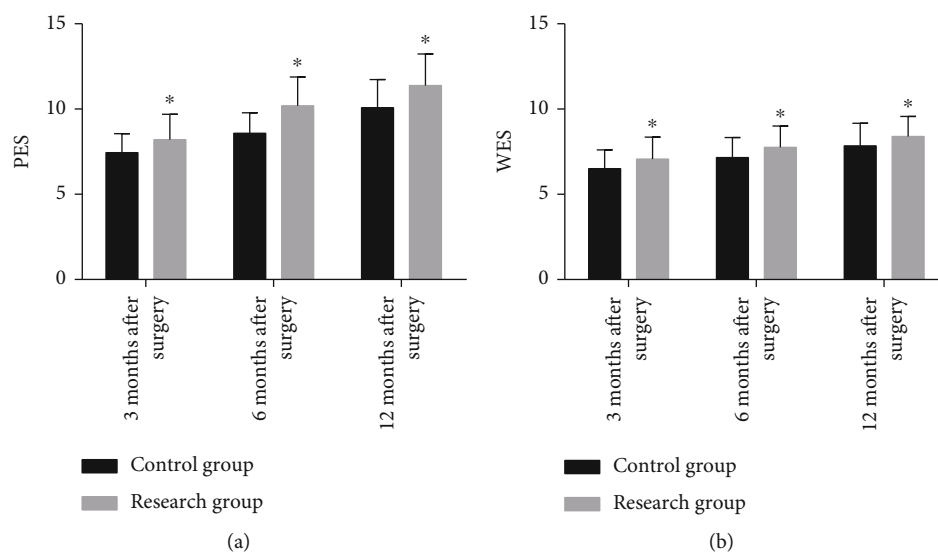 15
10
5
0
PES
*
*
*
3 months after
surgery
6 months after
surgery
12 months after
surgery
Control group
Research group
(a)
15
10
5
0
WES
*
*
*
3 months after
surgery
6 months after
surgery
12 months after
surgery
Control group
Research group
(b)